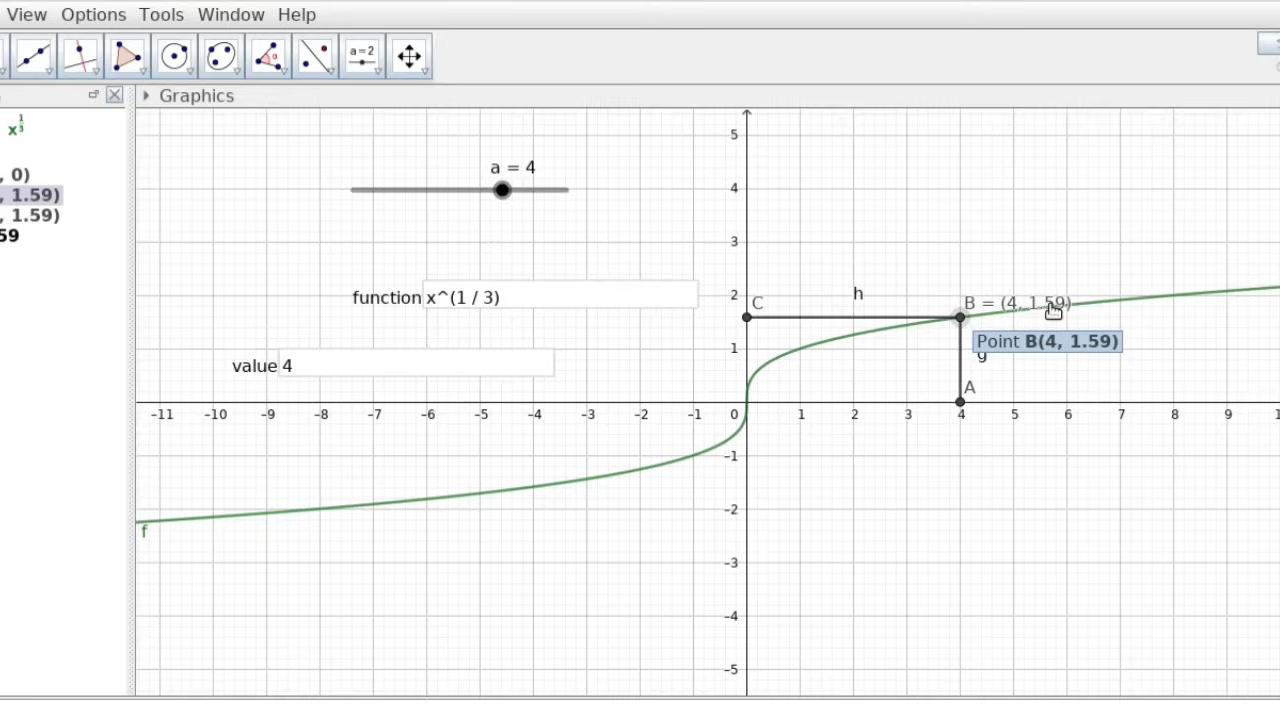 View Options Tools Window Help
a=2
Graphics
x^{1/3}
, 0)
, 1.59)
, 1.59)
59
a = 4
function x^(1 / 3)
value 4
5
4
3
2
1
0
-1
-2
-3
-4
-5
-11 -10 -9 -8 -7 -6 -5 -4 -3 -2 -1 0 1 2 3 4 5 6 7 8 9 1
C
h
B = (4, 1.59)
Point B(4, 1.59)
g
A
f